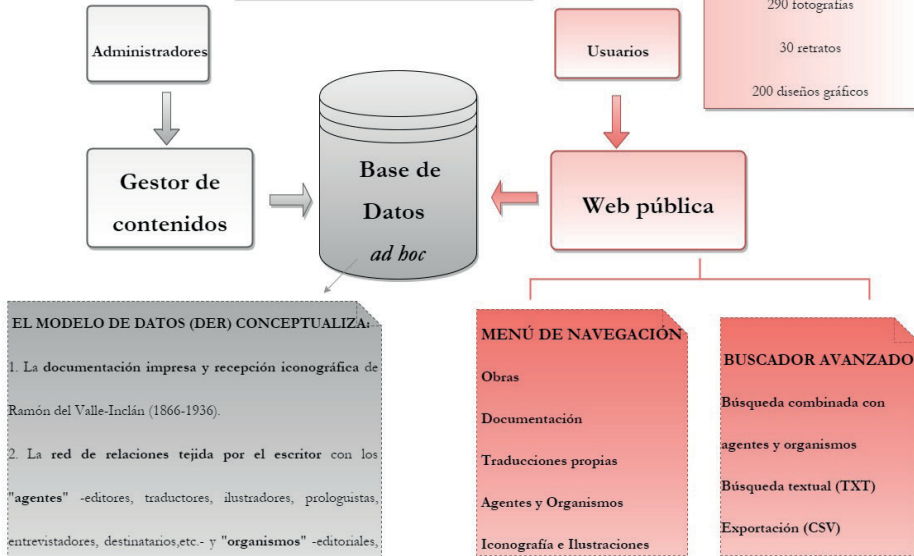 290 fotografías
30 retratos
200 diseños gráficos
Administradores
Usuarios
Gestor de
contenidos
Base de
Datos
ad hoc
Web pública
EL MODELO DE DATOS (DER) CONCEPTUALIZA:
1. La documentación impresa y recepción iconográfica de
Ramón del Valle-Inclán (1866-1936).
2. La red de relaciones tejida por el escritor con los
"agentes" -editores, traductores, ilustradores, prologuistas,
entrevistadores, destinatarios,etc.- y "organismos" -editoriales,
MENÚ DE NAVEGACIÓN
Obras
Documentación
Traducciones propias
Agentes y Organismos
Iconografía e Ilustraciones
BUSCADOR AVANZADO
Búsqueda combinada con
agentes y organismos
Búsqueda textual (TXT)
Exportación (CSV)